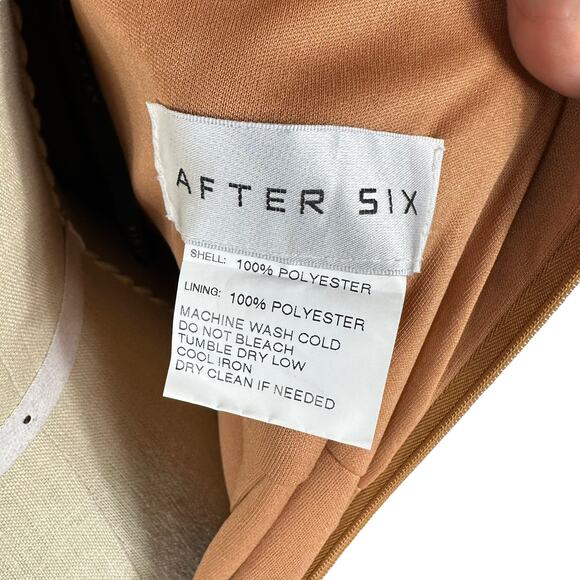 AFTER SIX
SHELL: 100% POLYESTER
LINING: 100% POLYESTER
MACHINE WASH COLD
DO NOT BLEACH
TUMBLE DRY LOW
COOL IRON
DRY CLEAN IF NEEDED